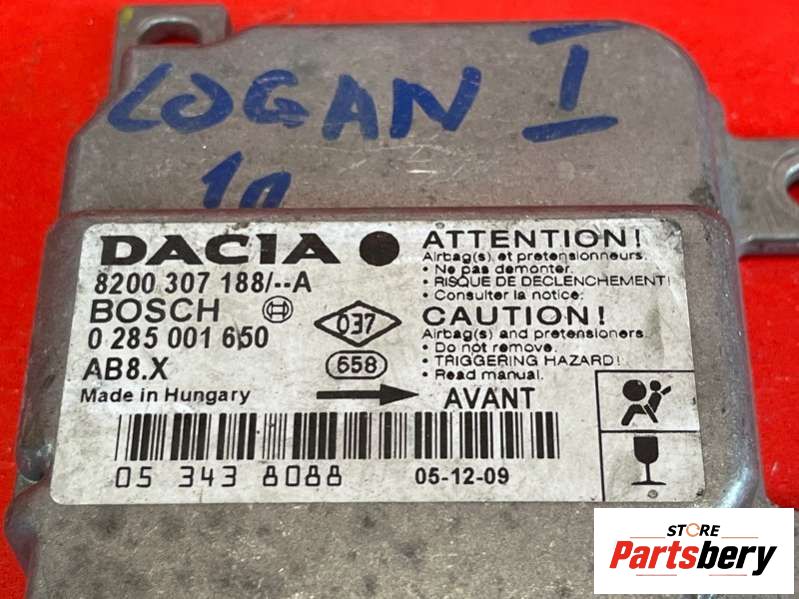 LOGAN I
DACIA
8200 307 188/--A
BOSCH
0 285 001 650
AB8.X
Made in Hungary
037
658
ATTENTION!
Airbag(s) et pretensionneurs.
• Ne pas demonter.
• RISQUE DE DECLENCHEMENT!
• Consulter la notice.
CAUTION!
Airbag(s) and pretensioners.
• Do not remove.
• TRIGGERING HAZARD!
• Read manual.
AVANT
05 343 8088
05-12-09
STORE
Partsbery